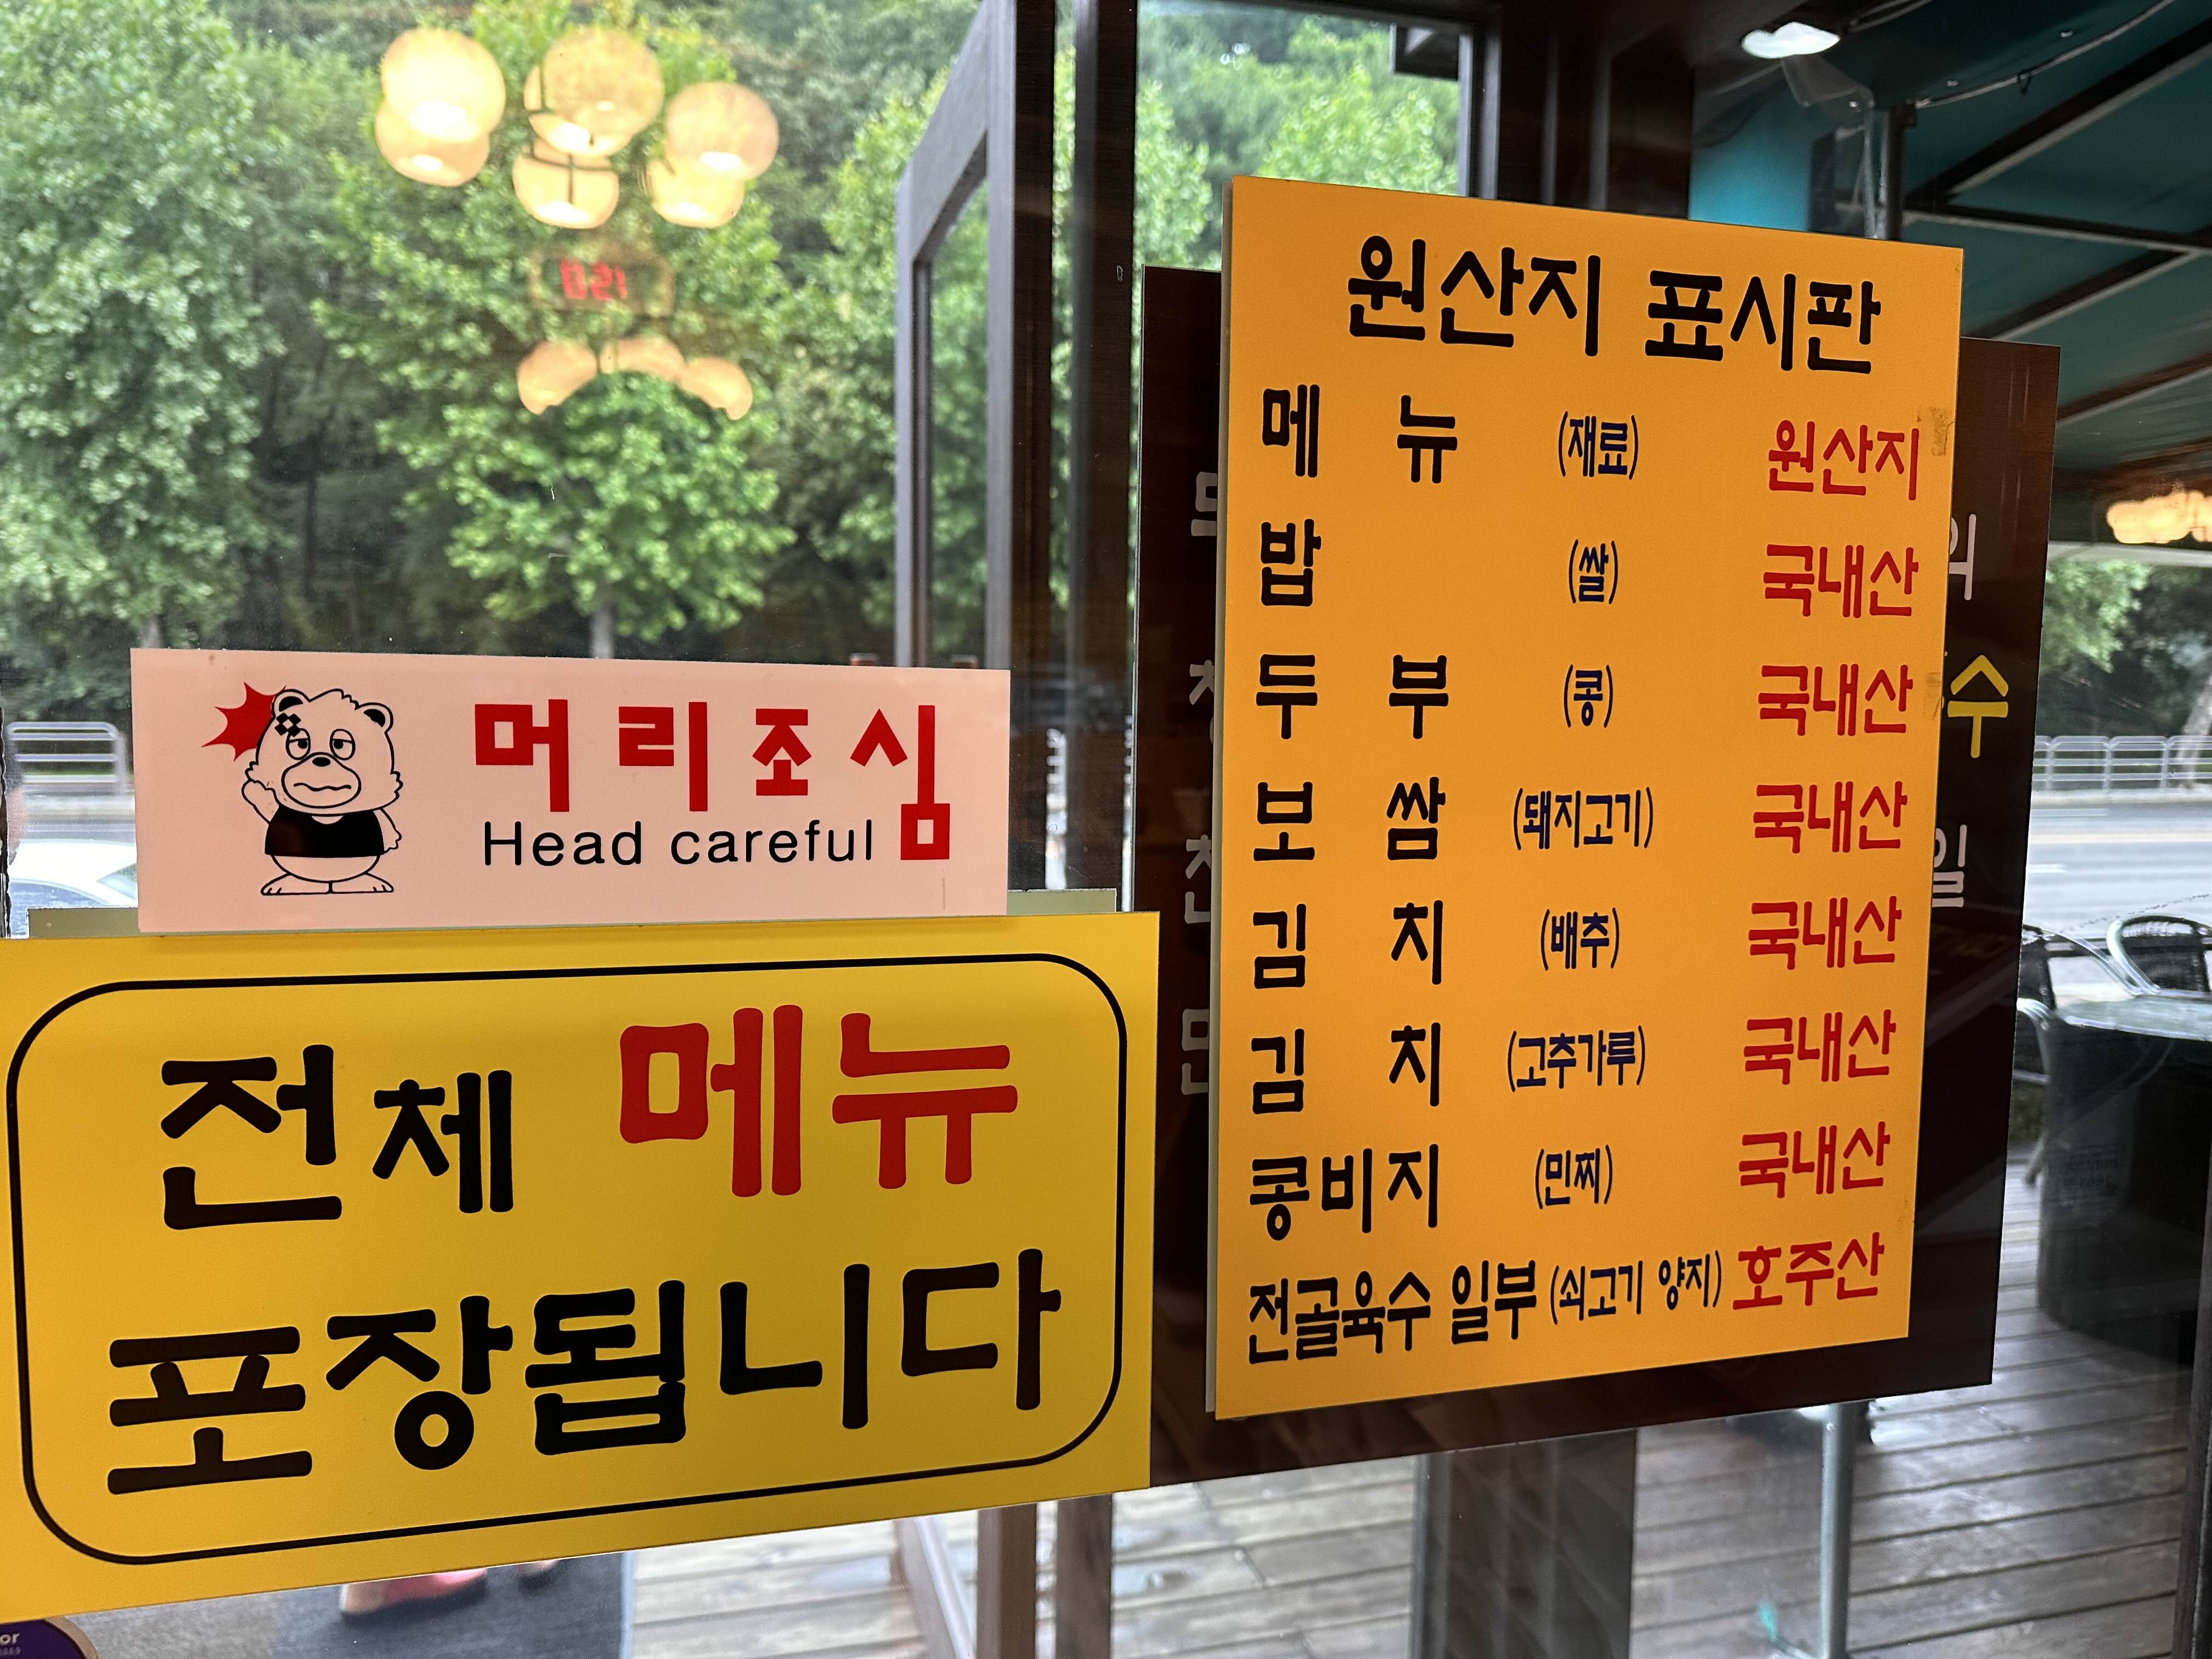 머리조심
Head careful
전체 메뉴
포장됩니다
원산지 표시판
메뉴 (재료) 원산지
밥 (쌀) 국내산
두부 (콩) 국내산
보쌈 (돼지고기) 국내산
김치 (배추) 국내산
김치 (고추가루) 국내산
콩비지 (민찌) 국내산
전골육수 일부 (쇠고기 양지) 호주산
의
수
일
or